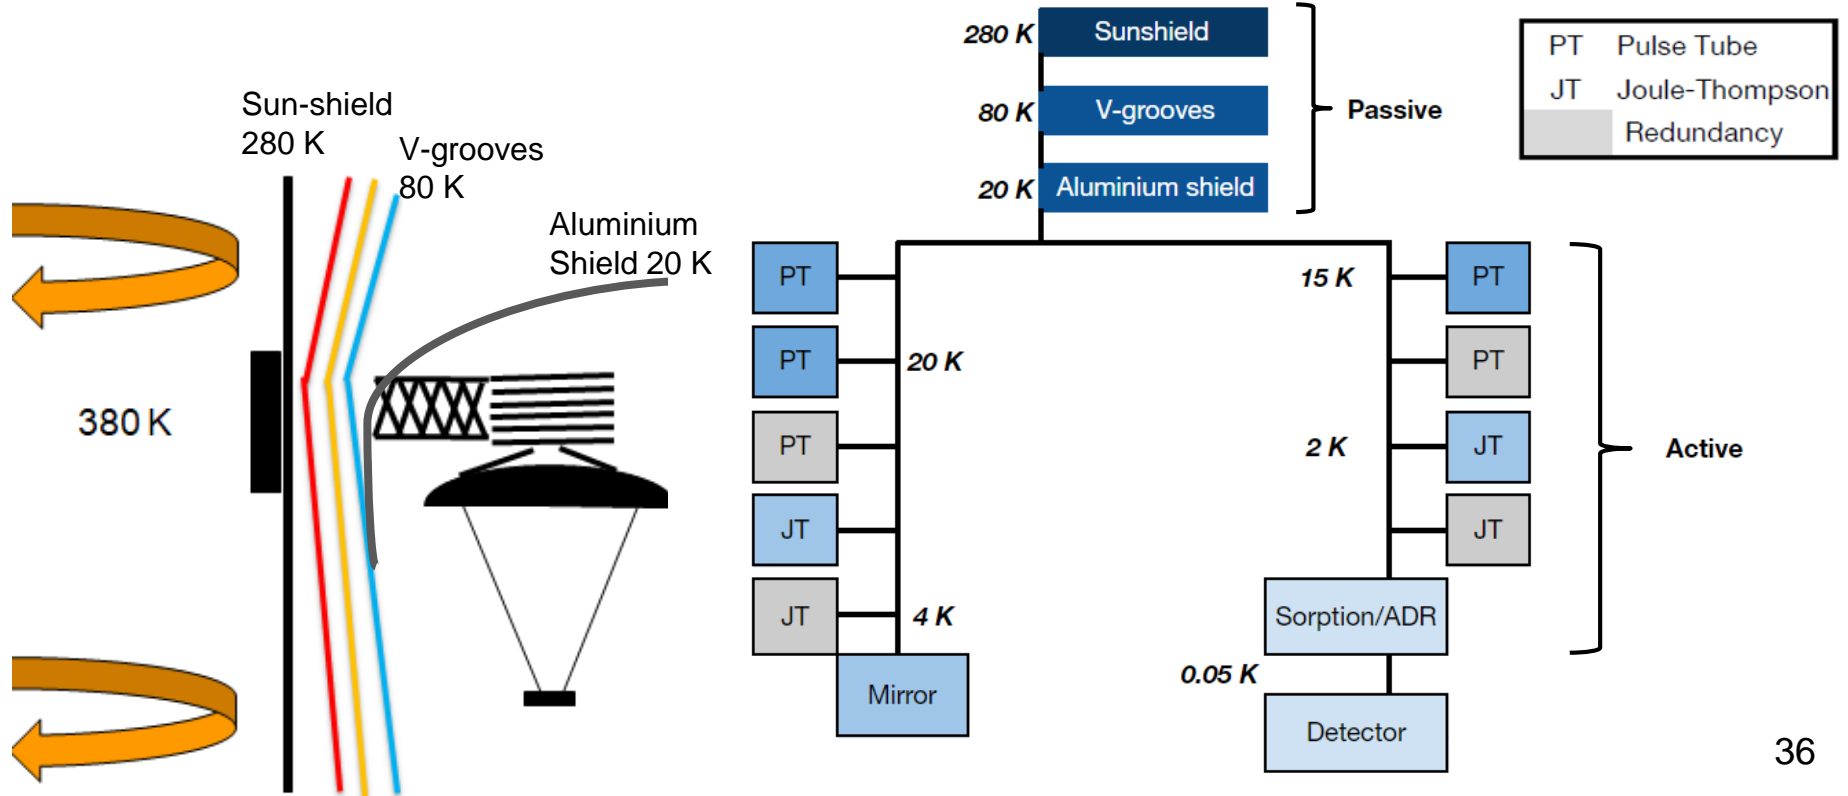 Sun-shield
280 K
V-grooves
80 K
Aluminium
Shield 20 K
380 K
280 K
Sunshield
80 K
V-grooves
20 K
Aluminium shield
Passive
PT Pulse Tube
JT Joule-Thompson
Redundancy
PT
PT
20 K
PT
JT
JT
4 K
Mirror
15 K
PT
PT
2 K
JT
JT
Sorption/ADR
0.05 K
Detector
Active
36